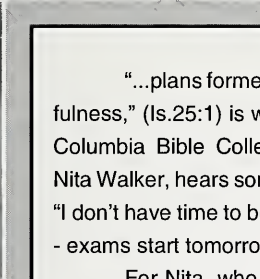 "...plans forme
fulness," (Is.25:1) is w
Columbia Bible Colle
Nita Walker, hears sor
"I don't have time to b
- exams start tomorro
For Nita, who